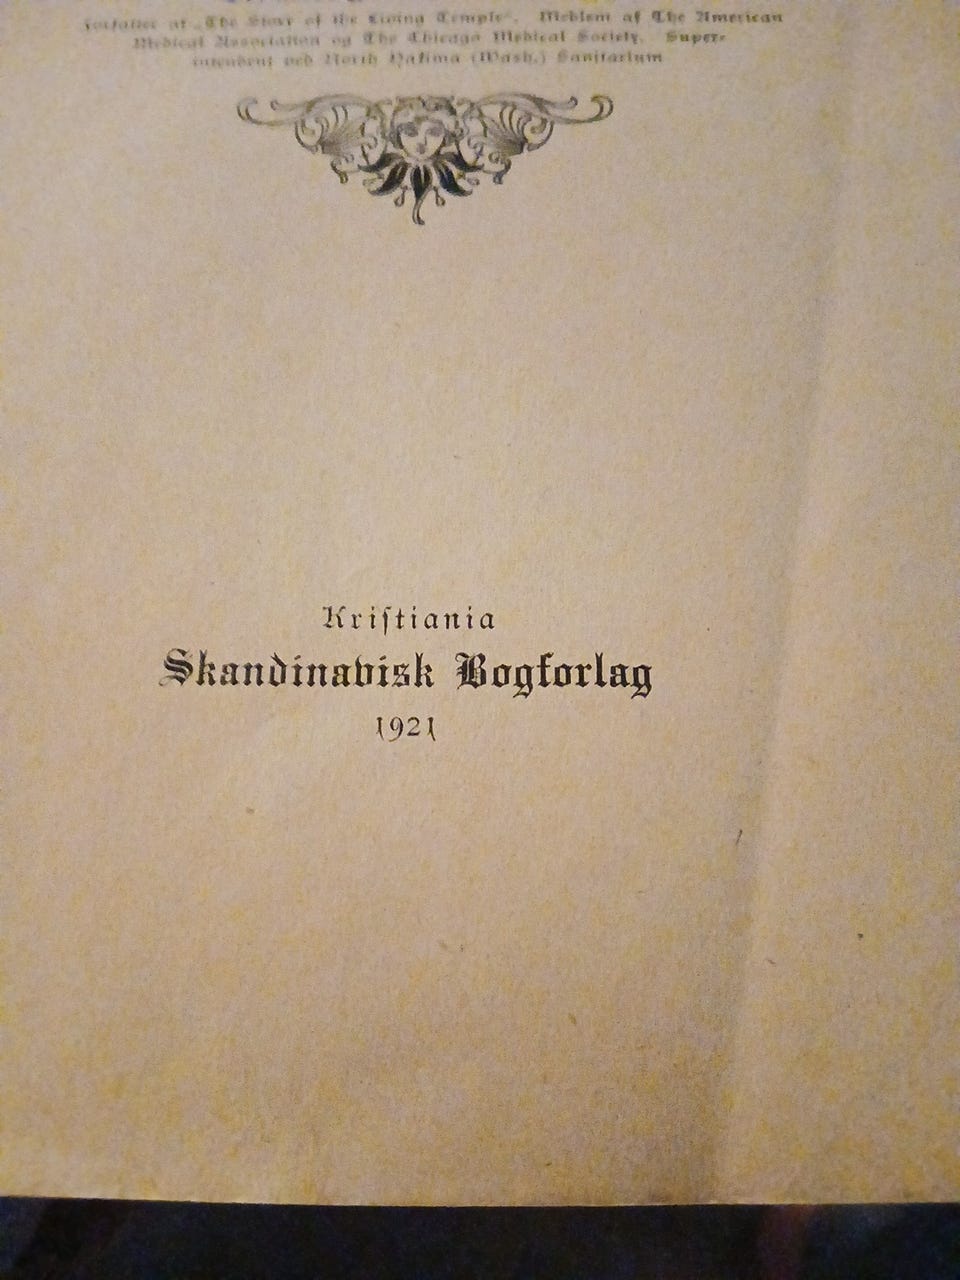 Forfatter af „The Story of the Living Temple". Medlem af The American
Medical Association og The Chicago Medical Society. Super-
intendent ved North Yakima (Wash.) Sanitarium
Kriſtiania
Skandinavisk Bogforlag
1921